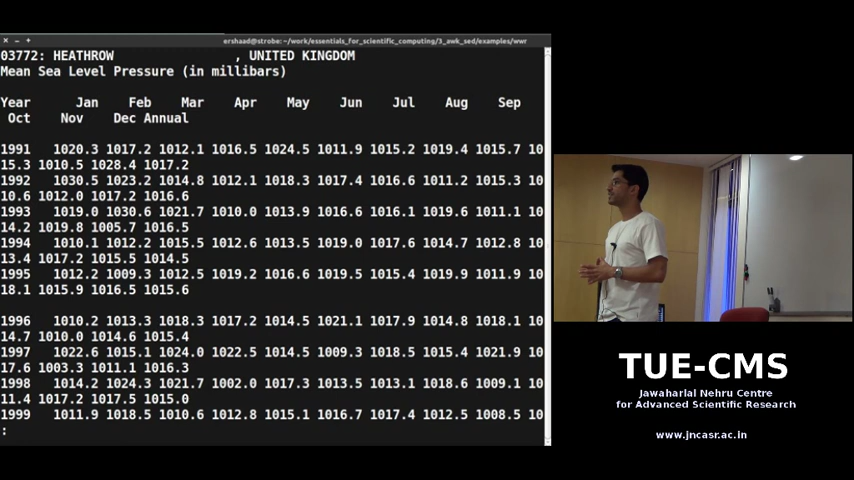 ershaad@strobe: ~/work/essentials_for_scientific_computing/3_awk_sed/examples/wwr
03772: HEATHROW , UNITED KINGDOM
Mean Sea Level Pressure (in millibars)
Year Jan Feb Mar Apr May Jun Jul Aug Sep
Oct Nov Dec Annual
1991 1020.3 1017.2 1012.1 1016.5 1024.5 1011.9 1015.2 1019.4 1015.7 10
15.3 1010.5 1028.4 1017.2
1992 1030.5 1023.2 1014.8 1012.1 1018.3 1017.4 1016.6 1011.2 1015.3 10
10.6 1012.0 1017.2 1016.6
1993 1019.0 1030.6 1021.7 1010.0 1013.9 1016.6 1016.1 1019.6 1011.1 10
14.2 1019.8 1005.7 1016.5
1994 1010.1 1012.2 1015.5 1012.6 1013.5 1019.0 1017.6 1014.7 1012.8 10
13.4 1017.2 1015.5 1014.5
1995 1012.2 1009.3 1012.5 1019.2 1016.6 1019.5 1015.4 1019.9 1011.9 10
18.1 1015.9 1016.5 1015.6
1996 1010.2 1013.3 1018.3 1017.2 1014.5 1021.1 1017.9 1014.8 1018.1 10
14.7 1010.0 1014.6 1015.4
1997 1022.6 1015.1 1024.0 1022.5 1014.5 1009.3 1018.5 1015.4 1021.9 10
17.6 1003.3 1011.1 1016.3
1998 1014.2 1024.3 1021.7 1002.0 1017.3 1013.5 1013.1 1018.6 1009.1 10
11.4 1017.2 1017.5 1015.0
1999 1011.9 1018.5 1010.6 1012.8 1015.1 1016.7 1017.4 1012.5 1008.5 10
:
TUE-CMS
Jawaharlal Nehru Centre
for Advanced Scientific Research
www.jncasr.ac.in